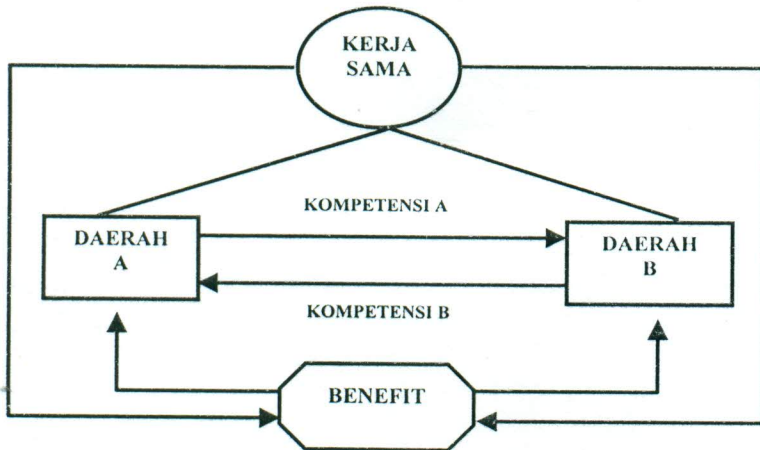 KERJA
SAMA
KOMPETENSI A
DAERAH
A
DAERAH
B
KOMPETENSI B
BENEFIT